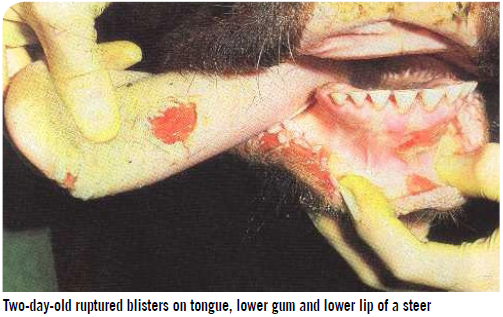 Two-day-old ruptured blisters on tongue, lower gum and lower lip of a steer